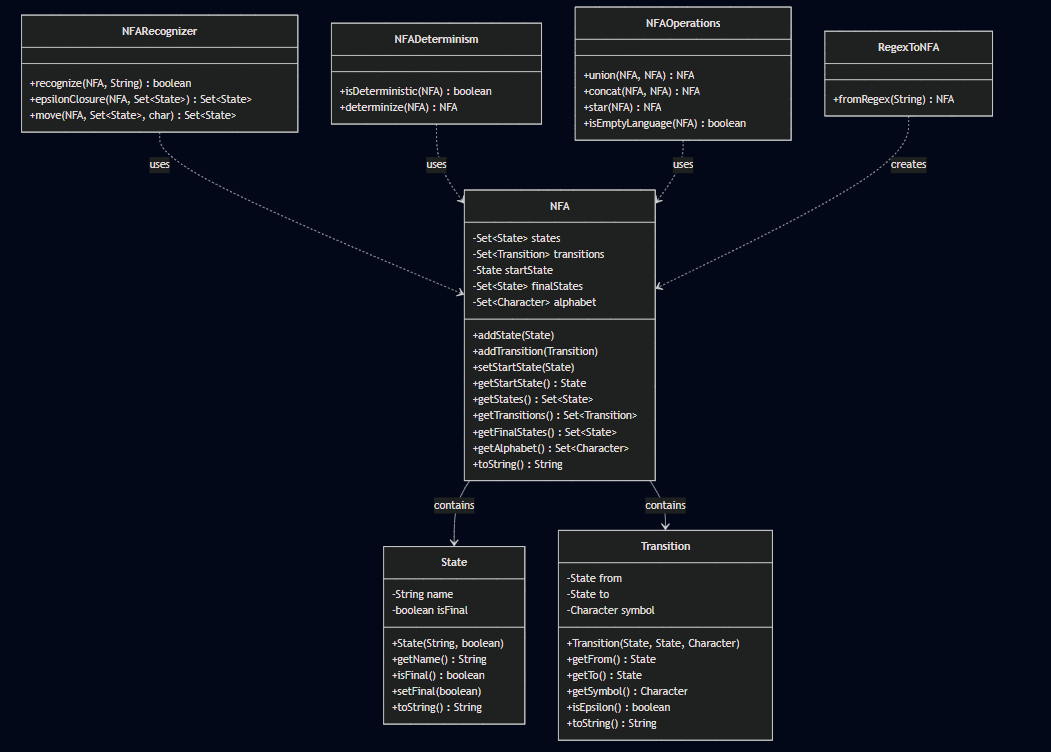 NFARecognizer
+recognize(NFA, String) : boolean
+epsilonClosure(NFA, Set<State>) : Set<State>
+move(NFA, Set<State>, char) : Set<State>
NFADeterminism
+isDeterministic(NFA) : boolean
+determinize(NFA) : NFA
NFAOperations
+union(NFA, NFA) : NFA
+concat(NFA, NFA) : NFA
+star(NFA) : NFA
+isEmptyLanguage(NFA) : boolean
RegexToNFA
+fromRegex(String) : NFA
uses
uses
uses
creates
NFA
-Set<State> states
-Set<Transition> transitions
-State startState
-Set<State> finalStates
-Set<Character> alphabet
+addState(State)
+addTransition(Transition)
+setStartState(State)
+getStartState() : State
+getStates() : Set<State>
+getTransitions() : Set<Transition>
+getFinalStates() : Set<State>
+getAlphabet() : Set<Character>
+toString() : String
contains
contains
State
-String name
-boolean isFinal
+State(String, boolean)
+getName() : String
+isFinal() : boolean
+setFinal(boolean)
+toString() : String
Transition
-State from
-State to
-Character symbol
+Transition(State, State, Character)
+getFrom() : State
+getTo() : State
+getSymbol() : Character
+isEpsilon() : boolean
+toString() : String